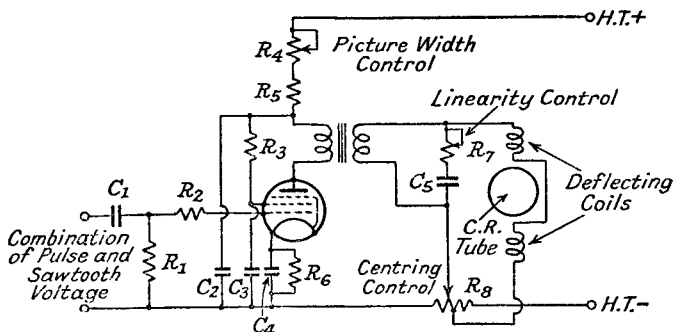 H.T.+
R4
Picture Width
Control
R5
Linearity Control
R3
R7
C1
R2
C5
Deflecting
Coils
C.R.
Tube
Combination
of Pulse and
Sawtooth
Voltage
R1
C2
C3
R6
Centring
Control
R8
H.T.-
C4